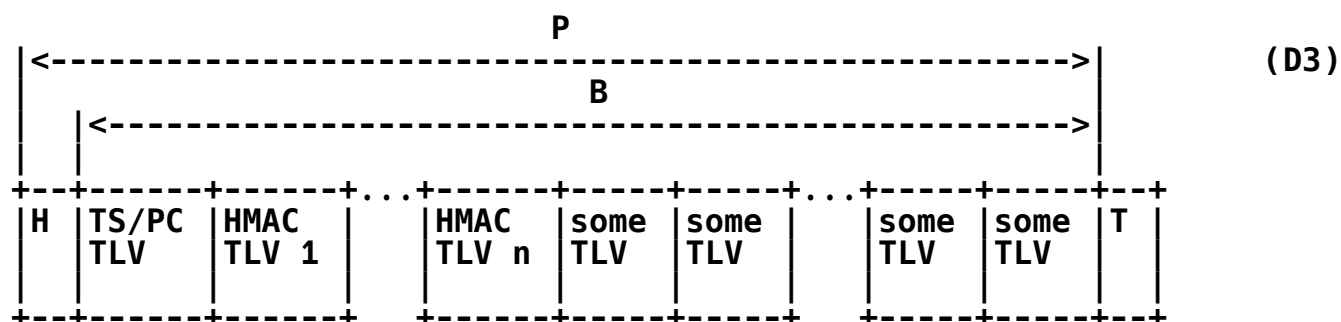 P
|<------------------------------------------------------>| (D3)
| B |
| |<-------------------------------------------------->|
| | |
+--+------+------+...+------+-----+-----+...+-----+-----+--+
|H |TS/PC |HMAC | |HMAC |some |some | |some |some |T |
| |TLV |TLV 1 | |TLV n |TLV |TLV | |TLV |TLV | |
| | | | | | | | | | | |
+--+------+------+ +------+-----+-----+ +-----+-----+--+